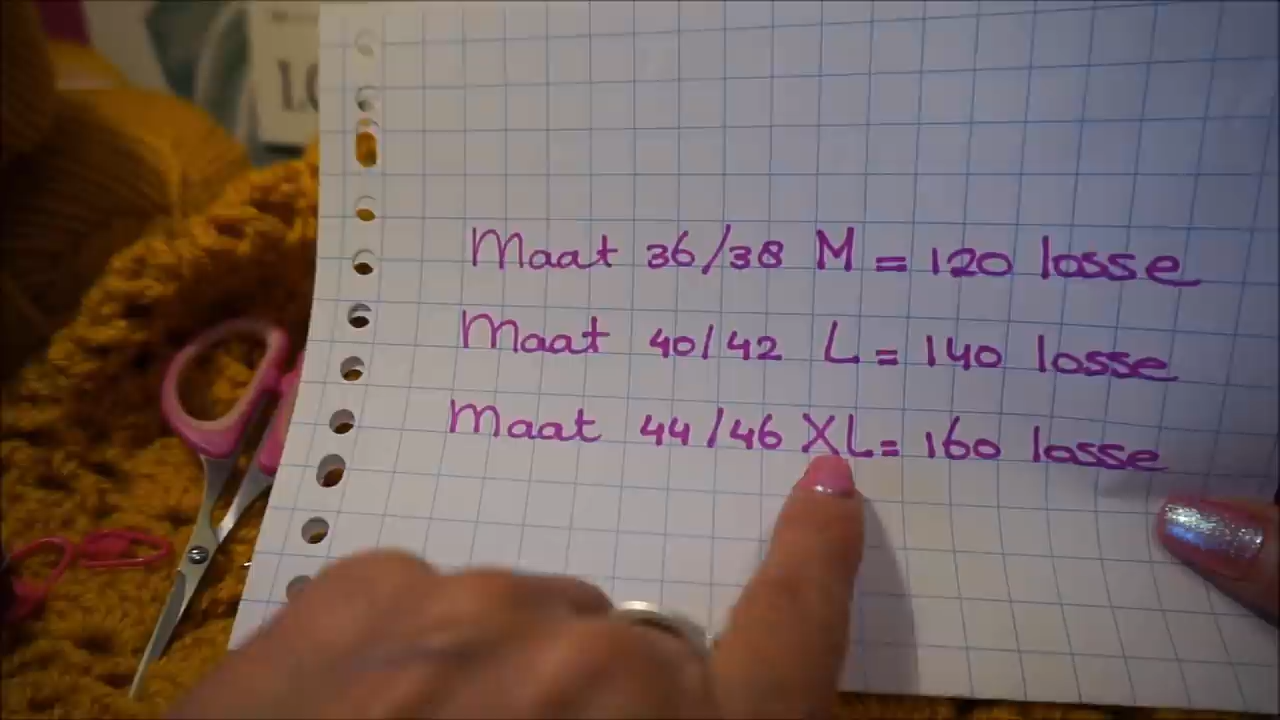 Maat 36/38 M = 120 losse
Maat 40/42 L = 140 losse
Maat 44/46 XL = 160 losse